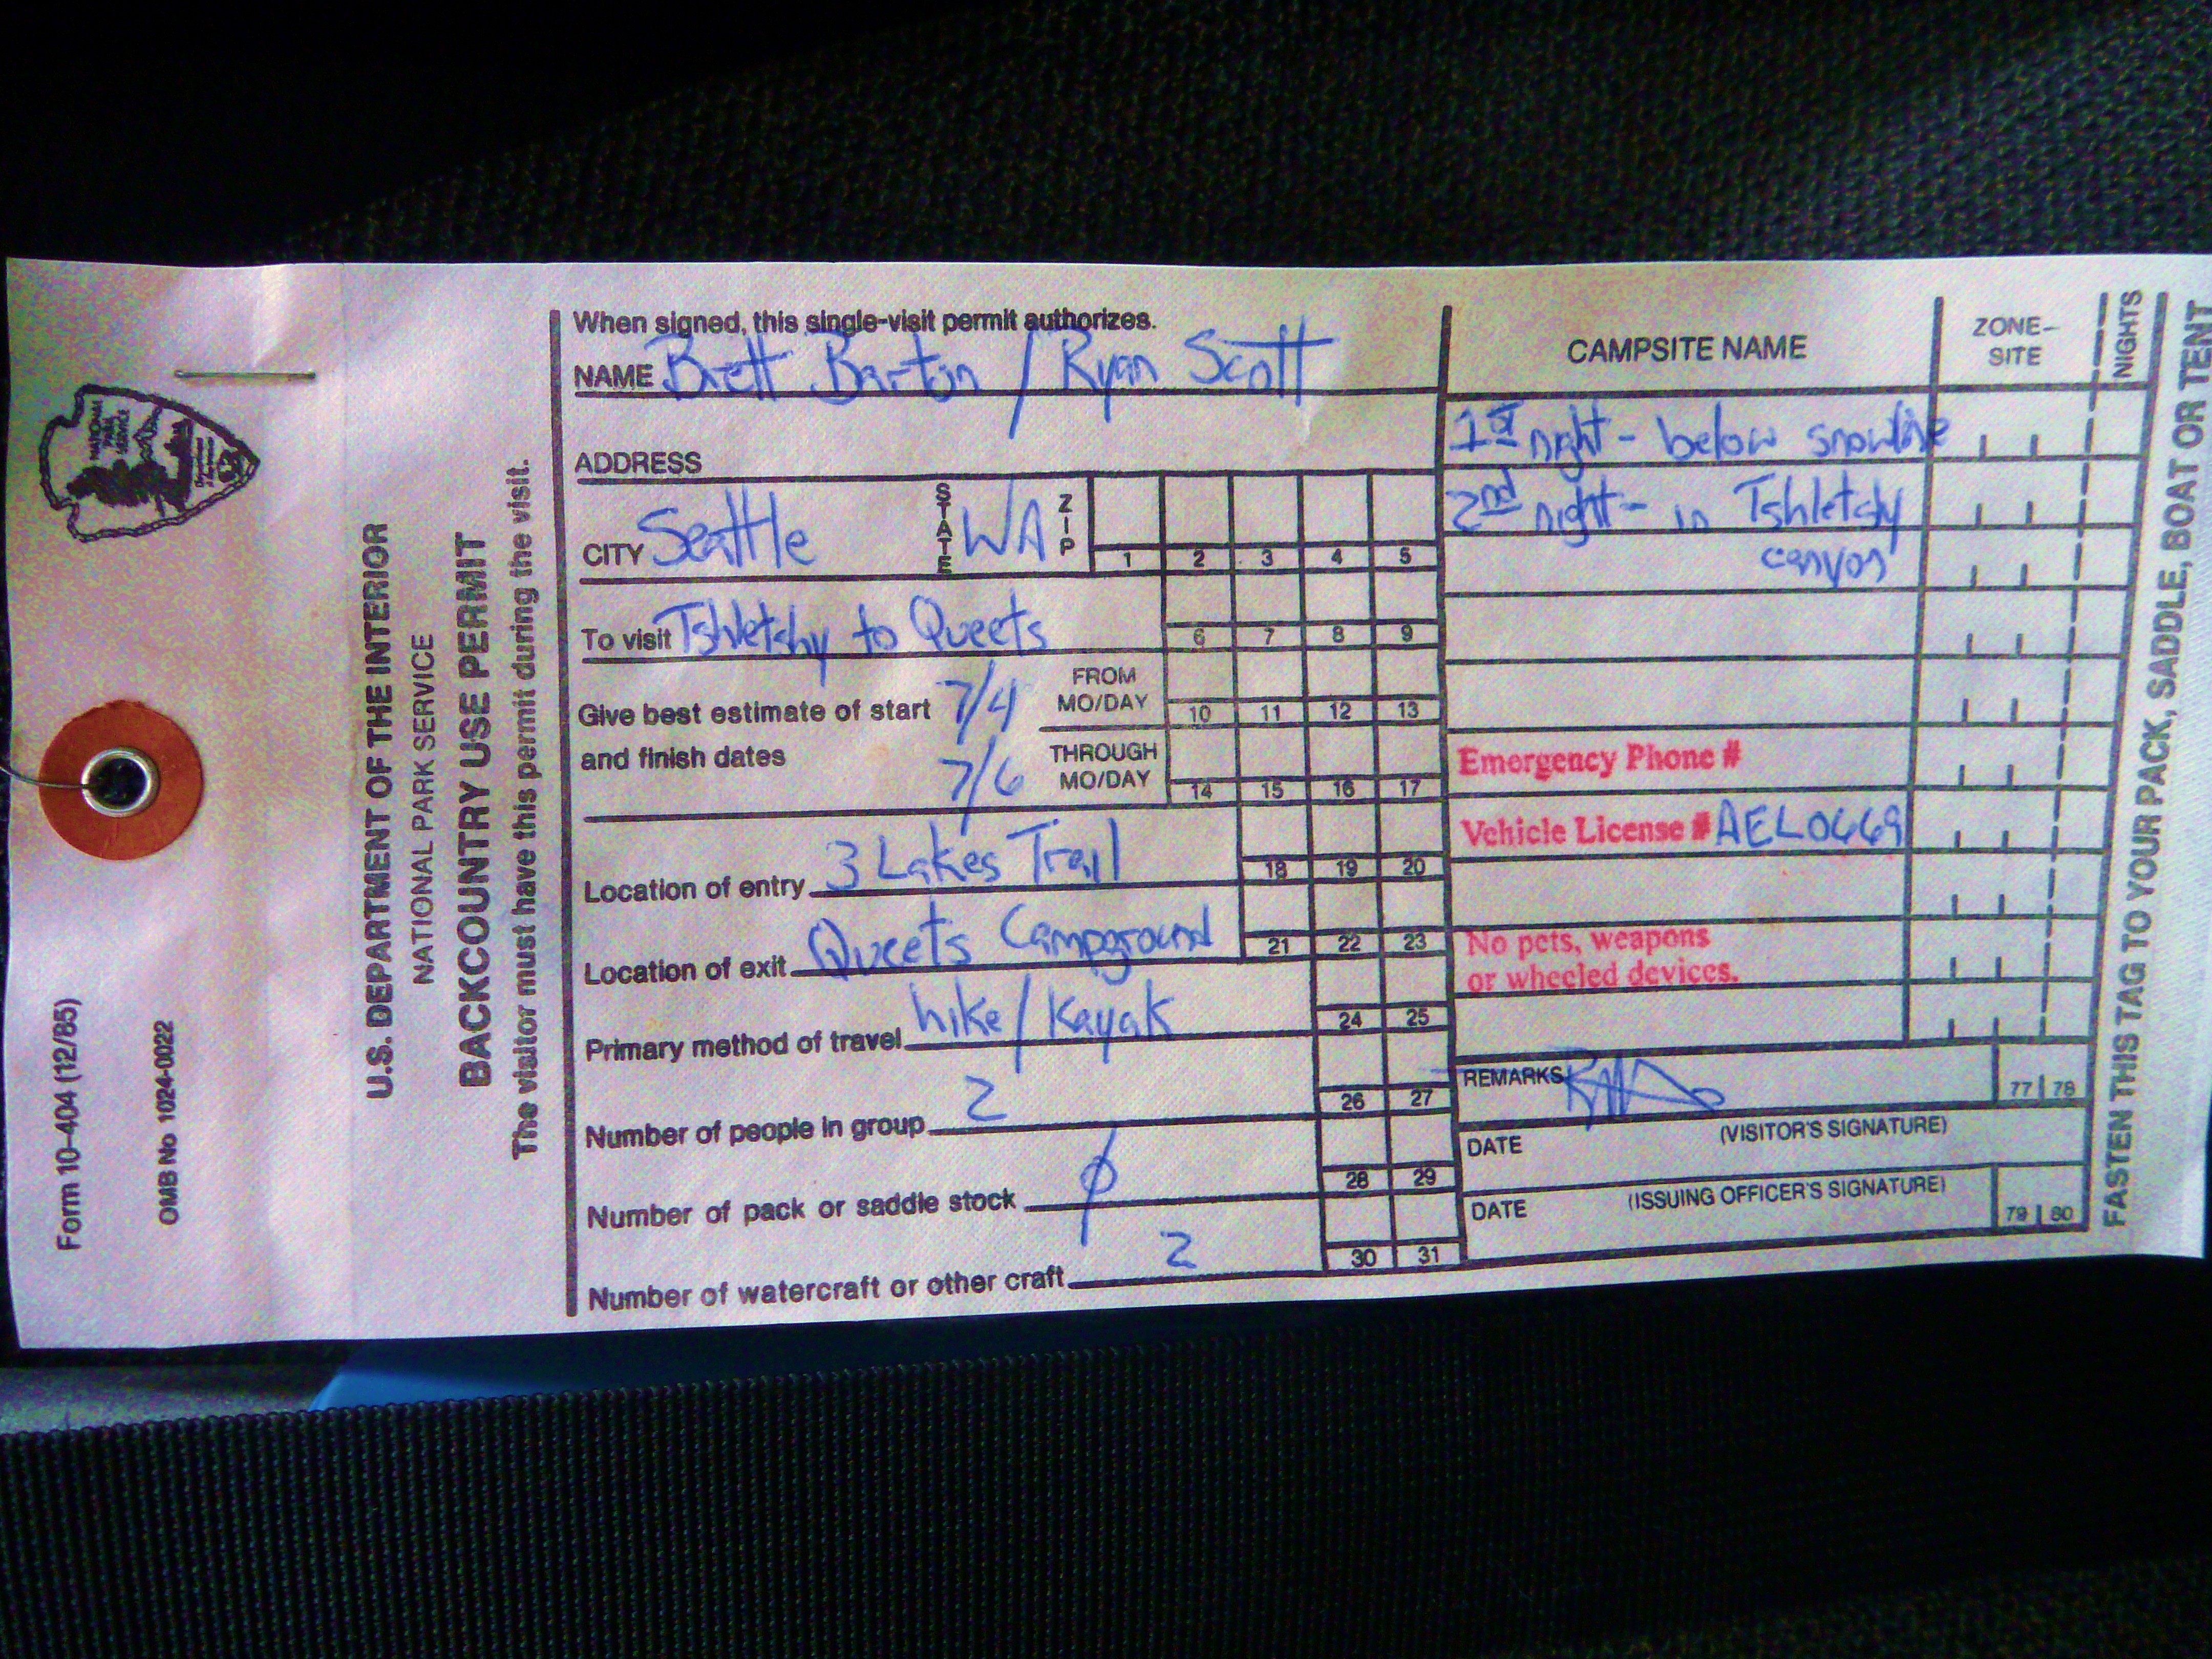 Form 10-404 (12/85)
OMB No 1024-0022
NATIONAL
PARK
SERVICE
U.S. DEPARTMENT OF THE INTERIOR
NATIONAL PARK SERVICE
BACKCOUNTRY USE PERMIT
The visitor must have this permit during the visit.
When signed, this single-visit permit authorizes.
NAME Brett Barton / Ryan Scott
ADDRESS
CITY Seattle STATE WA ZIP
1 2 3 4 5
To visit Tshletshy to Queets
6 7 8 9
Give best estimate of start 7/4 FROM MO/DAY
10 11 12 13
and finish dates 7/6 THROUGH MO/DAY
14 15 16 17
Location of entry 3 Lakes Trail
18 19 20
Location of exit Queets Campground
21 22 23
Primary method of travel hike/Kayak
24 25
Number of people in group 2
26 27
Number of pack or saddle stock ϕ
28 29
Number of watercraft or other craft 2
30 31
CAMPSITE NAME ZONE-SITE NIGHTS
1st night - below snowline
2nd night - in Tshletshy
canyon
Emergency Phone #
Vehicle License # AEL0669
No pets, weapons
or wheeled devices.
REMARKS
77 78
DATE (VISITOR'S SIGNATURE)
DATE (ISSUING OFFICER'S SIGNATURE)
79 80
FASTEN THIS TAG TO YOUR PACK, SADDLE, BOAT OR TENT